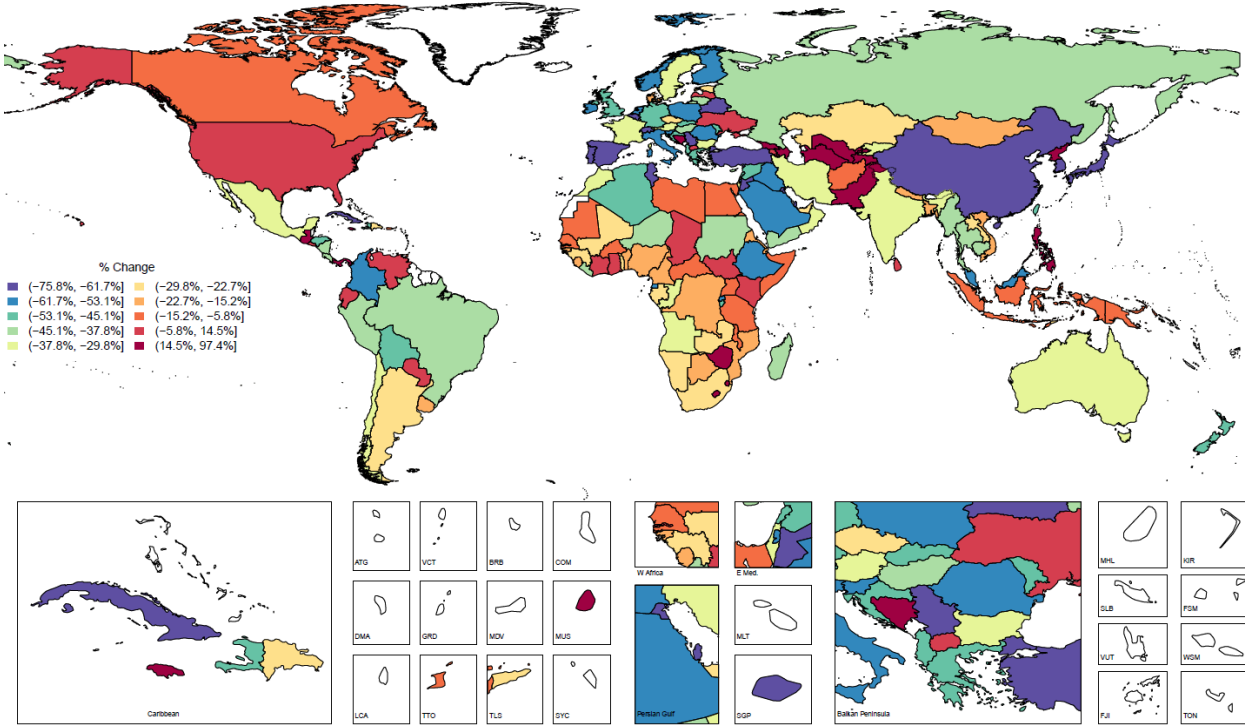 % Change
(−75.8%, −61.7%]
(−61.7%, −53.1%]
(−53.1%, −45.1%]
(−45.1%, −37.8%]
(−37.8%, −29.8%]
(−29.8%, −22.7%]
(−22.7%, −15.2%]
(−15.2%, −5.8%]
(−5.8%, 14.5%]
(14.5%, 97.4%]
Caribbean
ATG
VCT
BRB
COM
DMA
GRD
MDV
MUS
LCA
TTO
TLS
SYC
W Africa
E Med.
Persian Gulf
MLT
SGP
Balkan Peninsula
MHL
KIR
SLB
FSM
VUT
WSM
FJI
TON